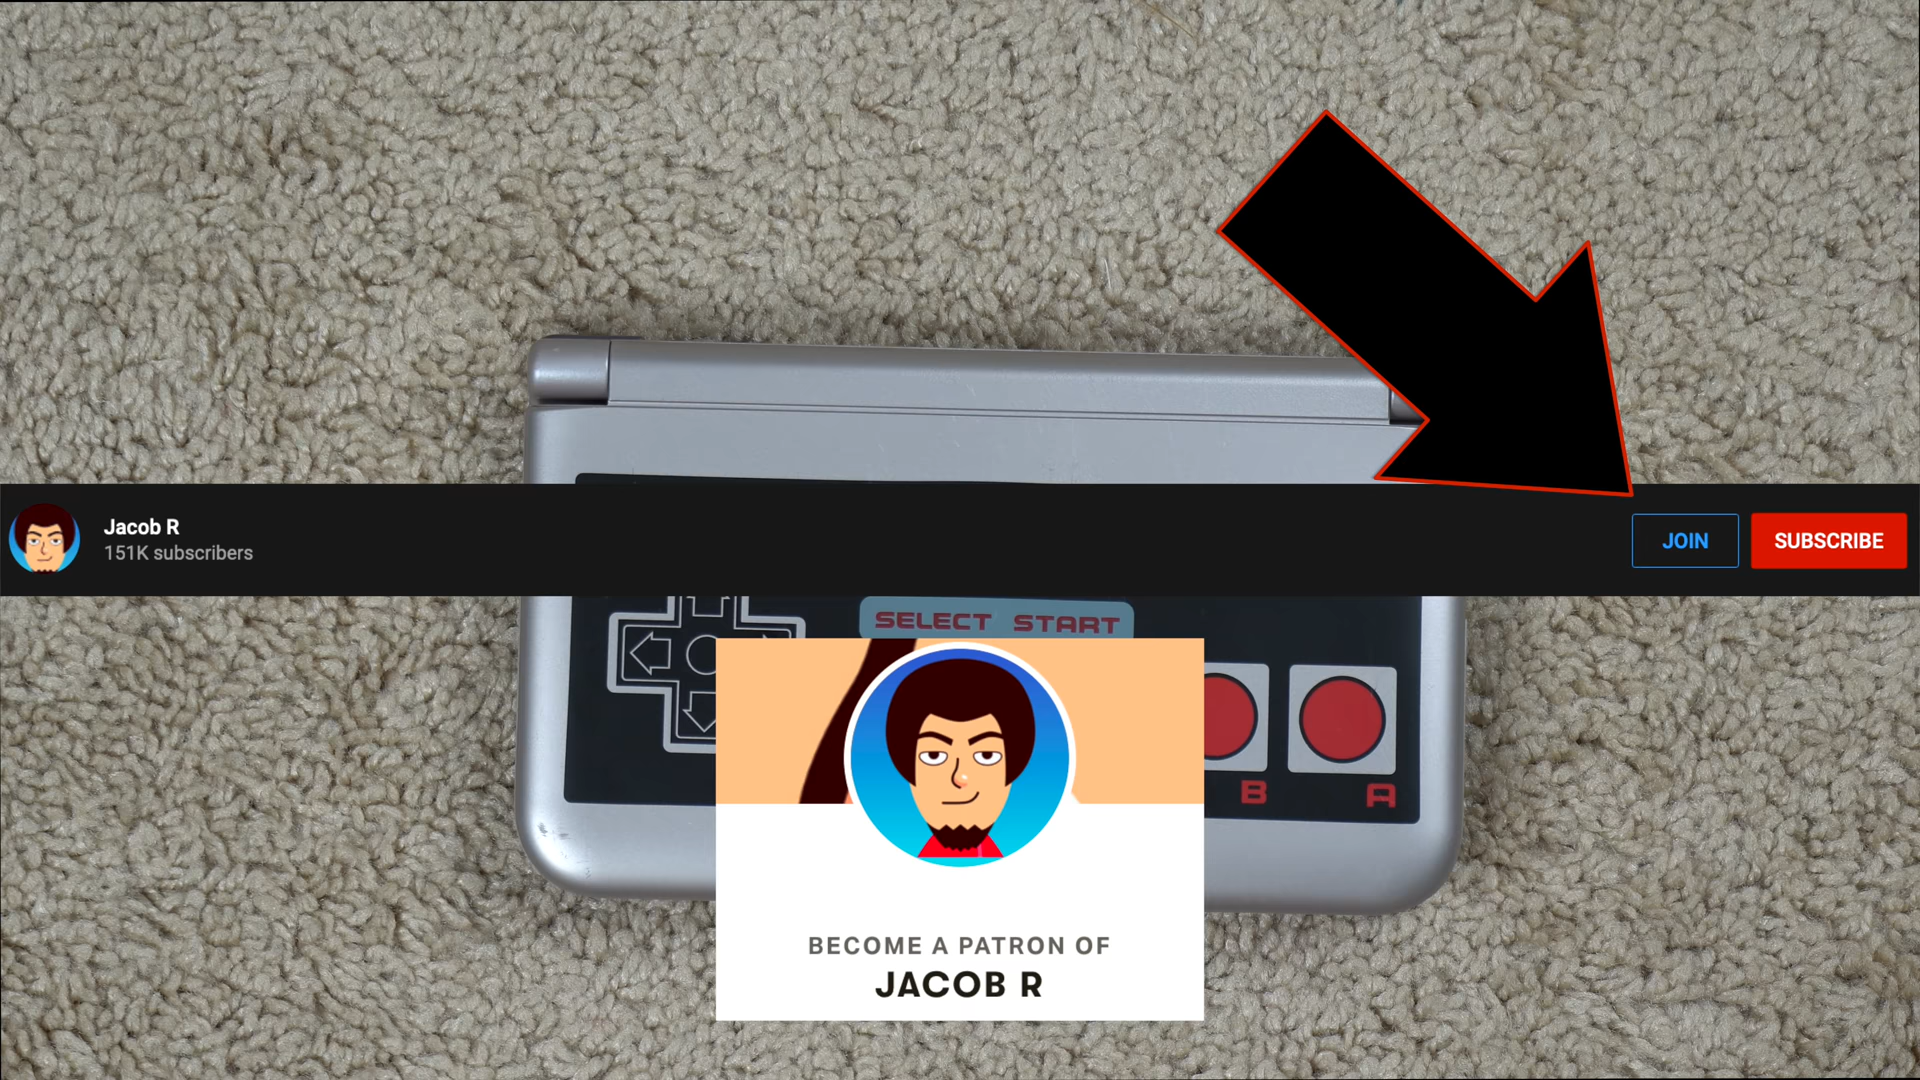 Jacob R
151K subscribers
JOIN
SUBSCRIBE
SELECT START
B
A
BECOME A PATRON OF
JACOB R